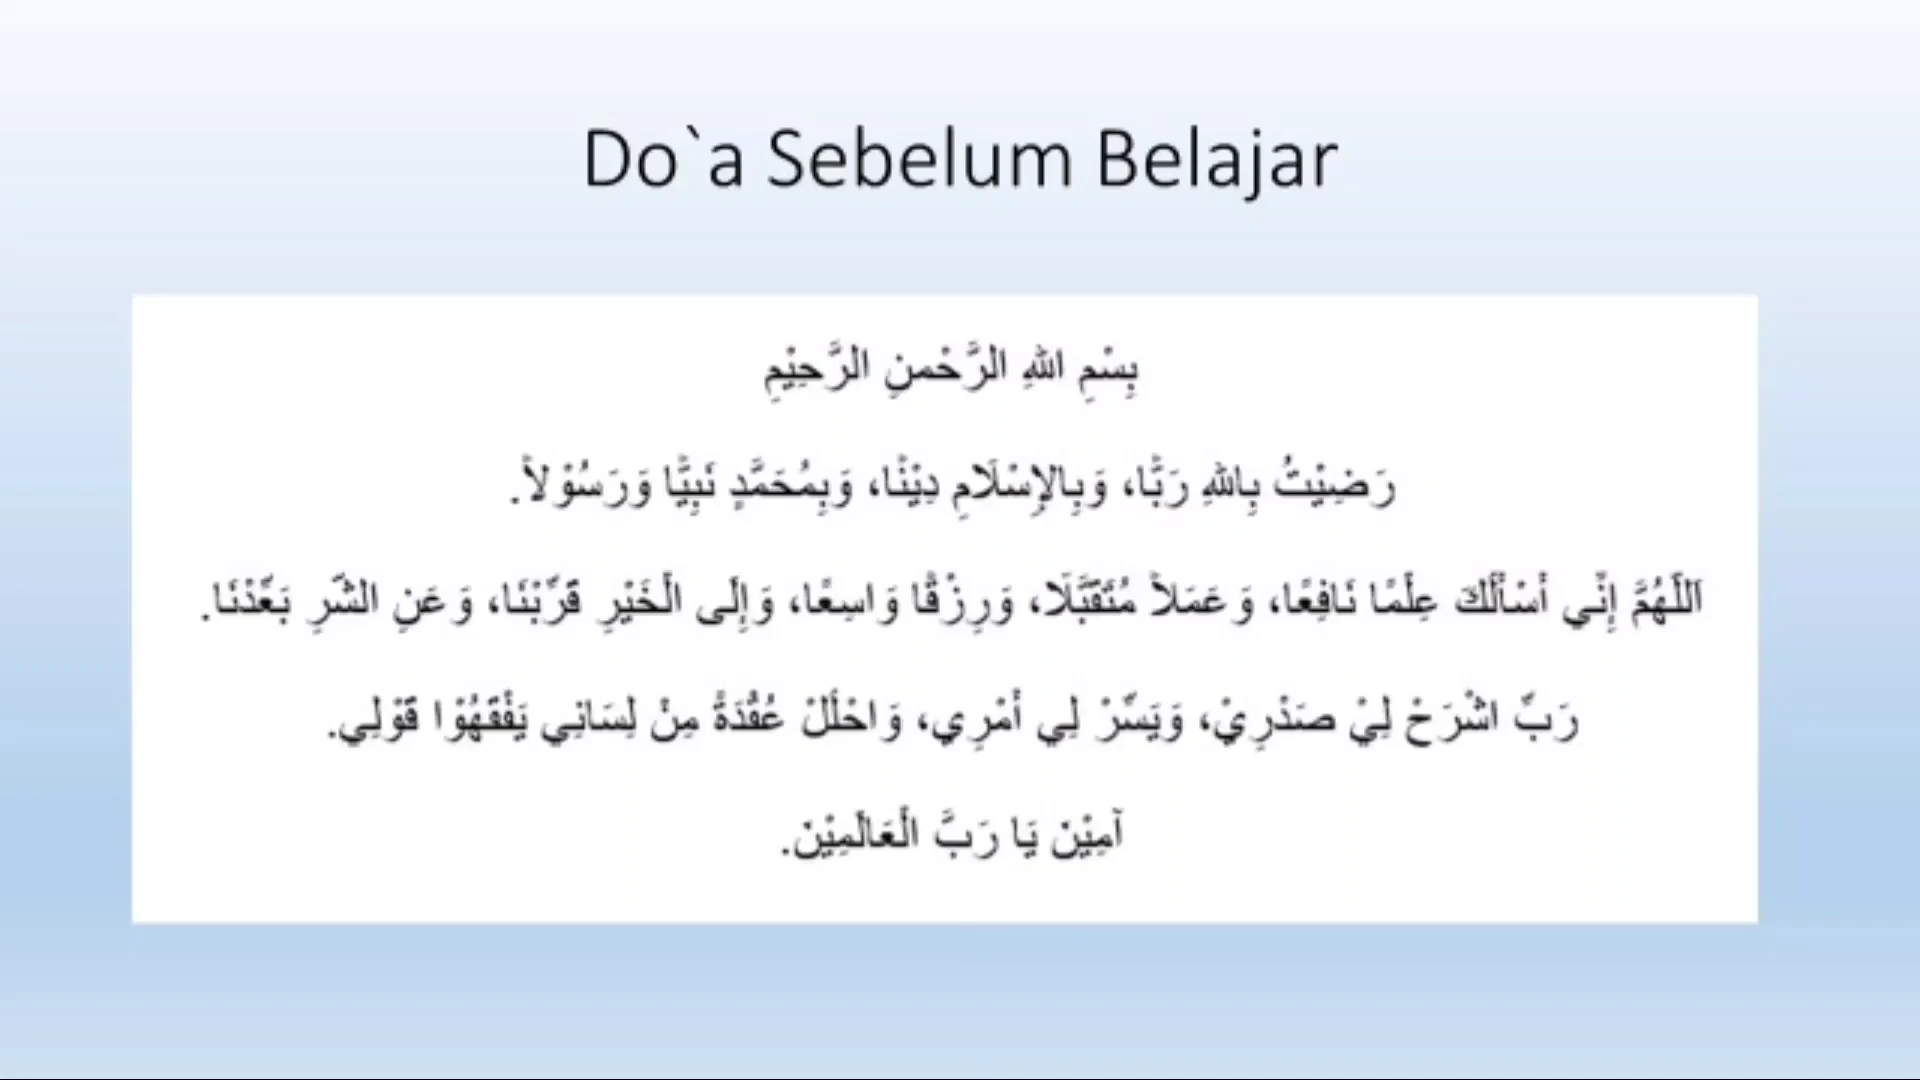 Do`a Sebelum Belajar
بِسْمِ اللهِ الرَّحْمنِ الرَّحِيْمِ
رَضِيْتُ بِاللهِ رَبًّا، وَبِالإِسْلَامِ دِيْنًا، وَبِمُحَمَّدٍ نَبِيًّا وَرَسُوْلاً.
اَللّهُمَّ إِنِّي أَسْأَلُكَ عِلْمًا نَافِعًا، وَعَمَلاً مُتَقَبَّلًا، وَرِزْقًا وَاسِعًا، وَإِلَى الْخَيْرِ قَرِّبْنَا، وَعَنِ الشَّرِ بَعِّدْنَا.
رَبِّ اشْرَحْ لِيْ صَدْرِيْ، وَيَسِّرْ لِي أَمْرِي، وَاحْلُلْ عُقْدَةً مِنْ لِسَانِي يَفْقَهُوْا قَوْلِي.
آمِيْنَ يَا رَبَّ الْعَالَمِيْنَ.